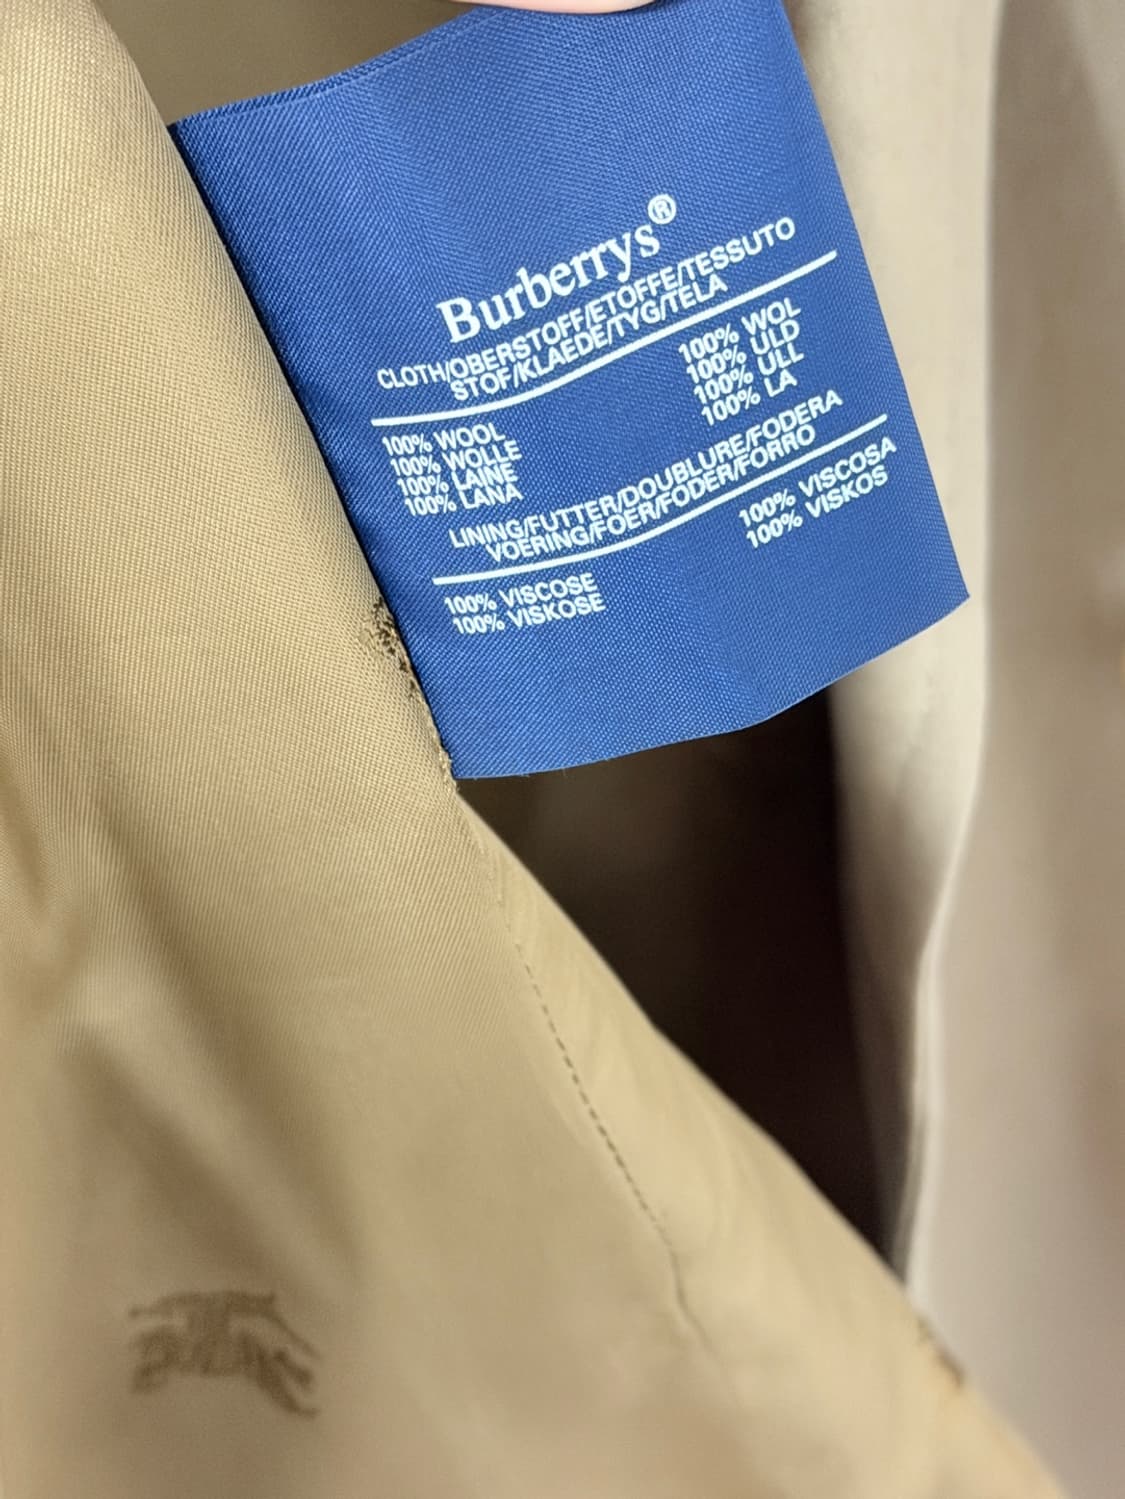 Burberrys®
CLOTH/OBERSTOFF/ETOFFE/TESSUTO
STOF/KLAEDE/TYG/TELA
100% WOOL
100% WOLLE
100% LAINE
100% LANA
100% WOL
100% ULD
100% ULL
100% LA
LINING/FUTTER/DOUBLURE/FODERA
VOERING/FOER/FODER/FORRO
100% VISCOSE
100% VISKOSE
100% VISCOSA
100% VISKOS